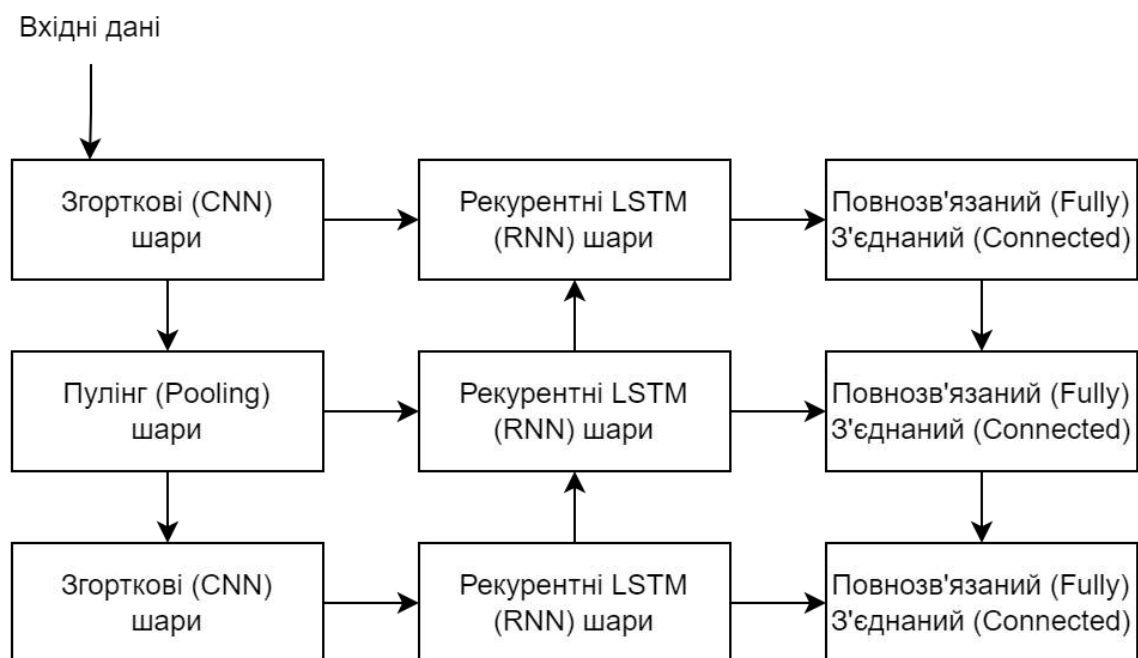 Вхідні дані
Згорткові (CNN)
шари
Рекурентні LSTM
(RNN) шари
Повнозв'язаний (Fully)
З'єднаний (Connected)
Пулінг (Pooling)
шари
Рекурентні LSTM
(RNN) шари
Повнозв'язаний (Fully)
З'єднаний (Connected)
Згорткові (CNN)
шари
Рекурентні LSTM
(RNN) шари
Повнозв'язаний (Fully)
З'єднаний (Connected)